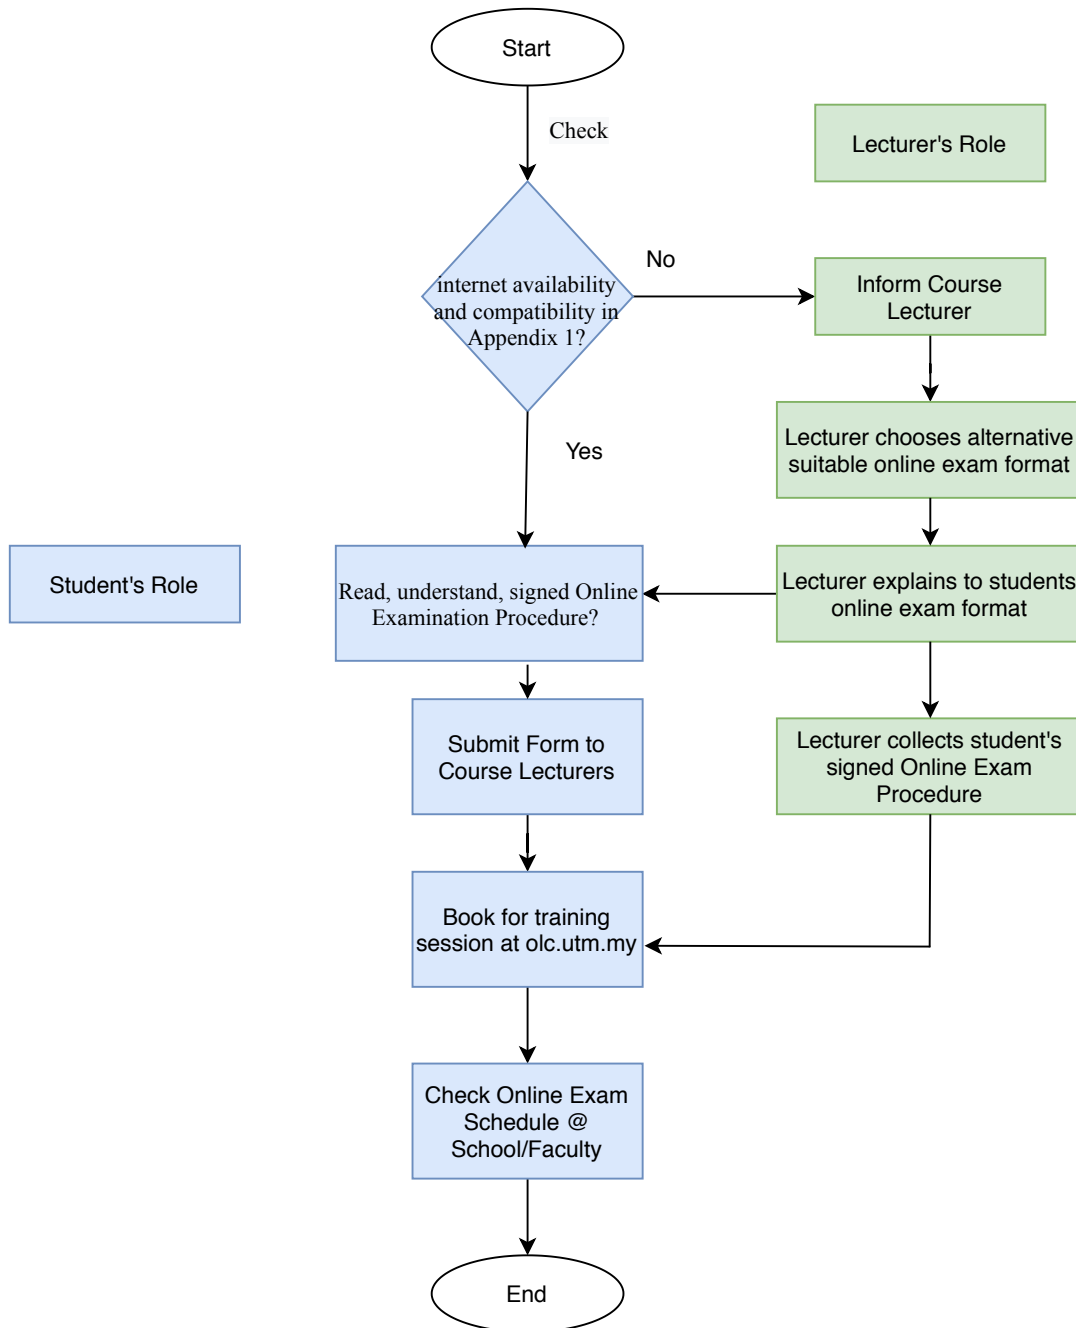 Start
Check
Lecturer's Role
No
internet availability
and compatibility in
Appendix 1?
Inform Course
Lecturer
Yes
Lecturer chooses alternative
suitable online exam format
Student's Role
Read, understand, signed Online
Examination Procedure?
Lecturer explains to students
online exam format
Submit Form to
Course Lecturers
Lecturer collects student's
signed Online Exam
Procedure
Book for training
session at olc.utm.my
Check Online Exam
Schedule @
School/Faculty
End